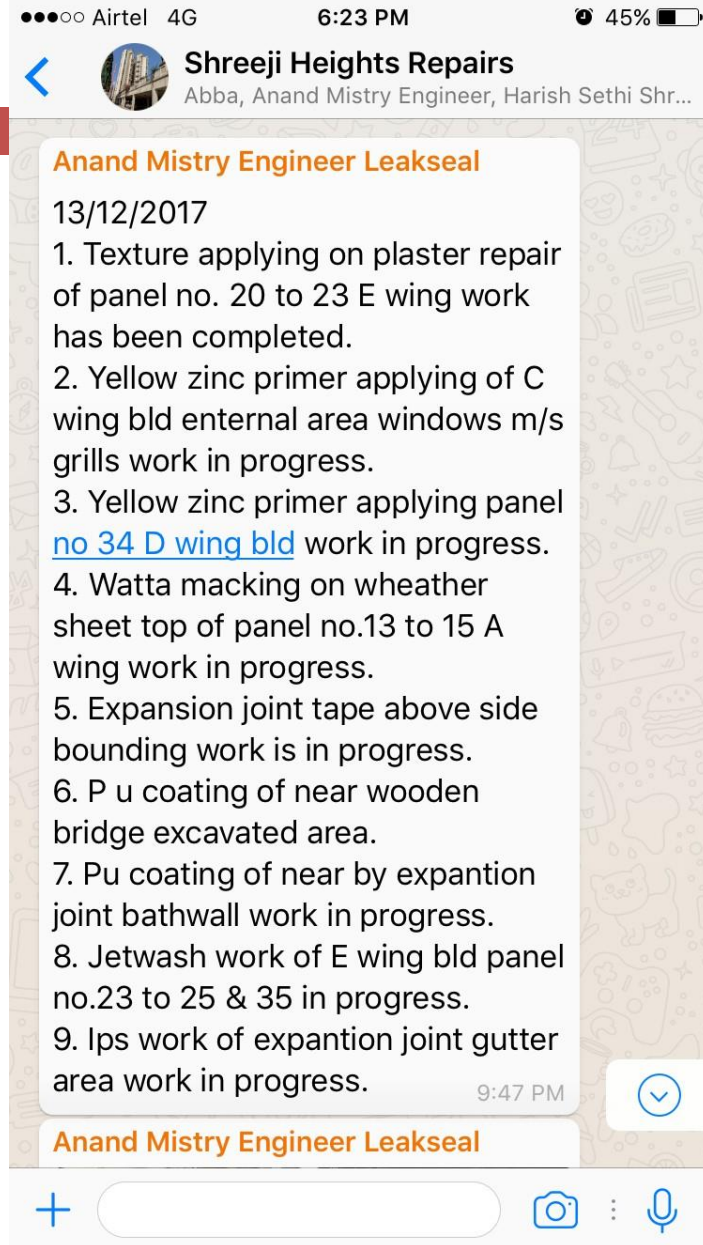 Airtel 4G 6:23 PM 45%
Shreeji Heights Repairs
Abba, Anand Mistry Engineer, Harish Sethi Shr...
Anand Mistry Engineer Leakseal
13/12/2017
1. Texture applying on plaster repair
of panel no. 20 to 23 E wing work
has been completed.
2. Yellow zinc primer applying of C
wing bld enternal area windows m/s
grills work in progress.
3. Yellow zinc primer applying panel
no 34 D wing bld work in progress.
4. Watta macking on wheather
sheet top of panel no.13 to 15 A
wing work in progress.
5. Expansion joint tape above side
bounding work is in progress.
6. P u coating of near wooden
bridge excavated area.
7. Pu coating of near by expantion
joint bathwall work in progress.
8. Jetwash work of E wing bld panel
no.23 to 25 & 35 in progress.
9. Ips work of expantion joint gutter
area work in progress.
9:47 PM
Anand Mistry Engineer Leakseal